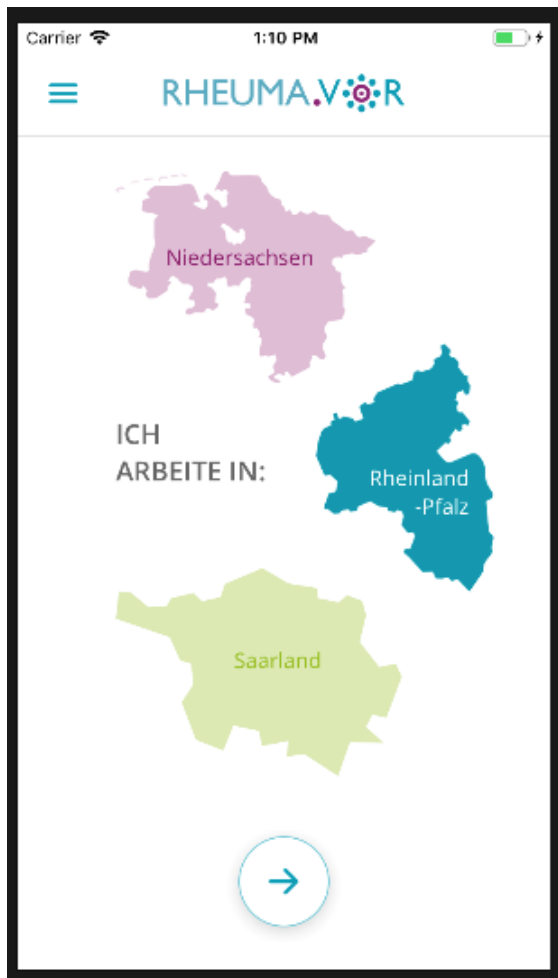 Carrier 1:10 PM
RHEUMA.VOR
Niedersachsen
ICH
ARBEITE IN:
Rheinland
-Pfalz
Saarland